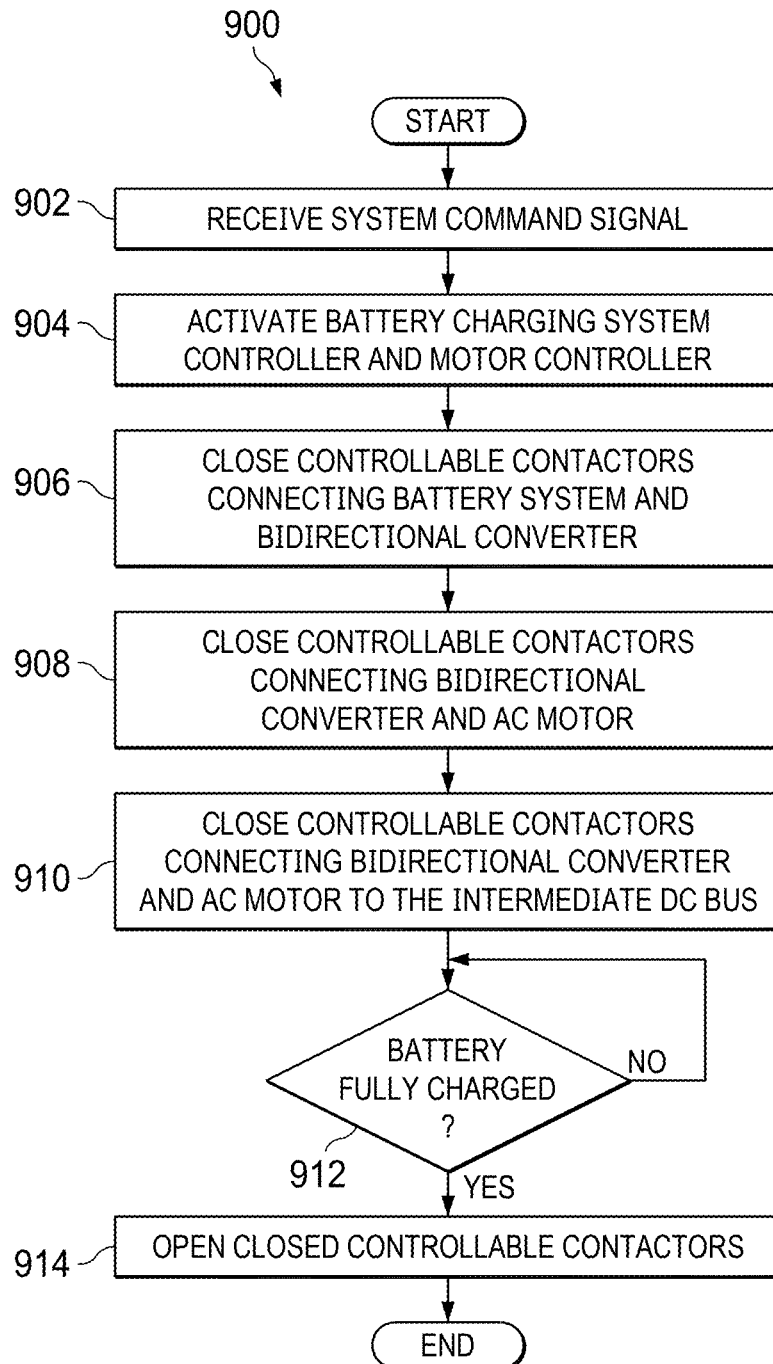 900
START
902
RECEIVE SYSTEM COMMAND SIGNAL
904
ACTIVATE BATTERY CHARGING SYSTEM
CONTROLLER AND MOTOR CONTROLLER
906
CLOSE CONTROLLABLE CONTACTORS
CONNECTING BATTERY SYSTEM AND
BIDIRECTIONAL CONVERTER
908
CLOSE CONTROLLABLE CONTACTORS
CONNECTING BIDIRECTIONAL
CONVERTER AND AC MOTOR
910
CLOSE CONTROLLABLE CONTACTORS
CONNECTING BIDIRECTIONAL CONVERTER
AND AC MOTOR TO THE INTERMEDIATE DC BUS
BATTERY
FULLY CHARGED
?
NO
912
YES
914
OPEN CLOSED CONTROLLABLE CONTACTORS
END